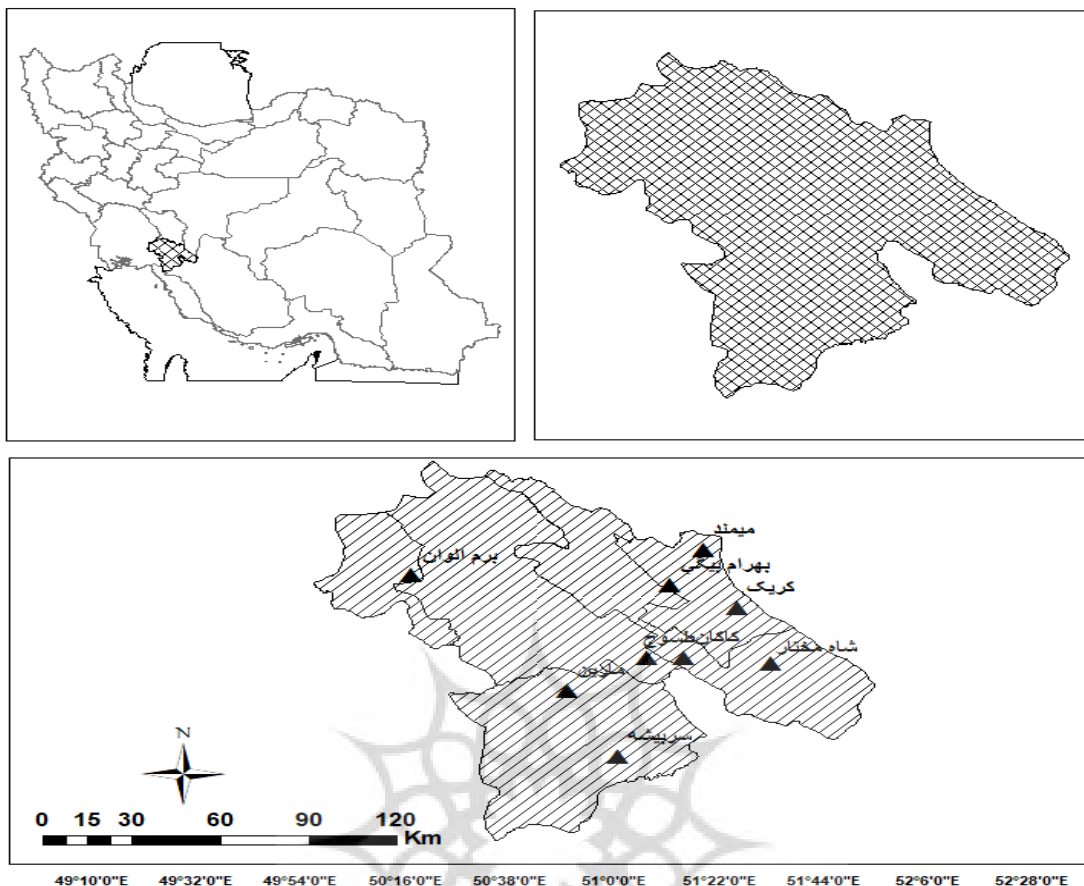 میمند
برم الوان
بهرام بیگی
کریک
کاکان طسوج
شاه مختار
مارین
سربیشه
N
0 15 30 60 90 120
Km
49°10'0"E 49°32'0"E 49°54'0"E 50°16'0"E 50°38'0"E 51°0'0"E 51°22'0"E 51°44'0"E 52°6'0"E 52°28'0"E